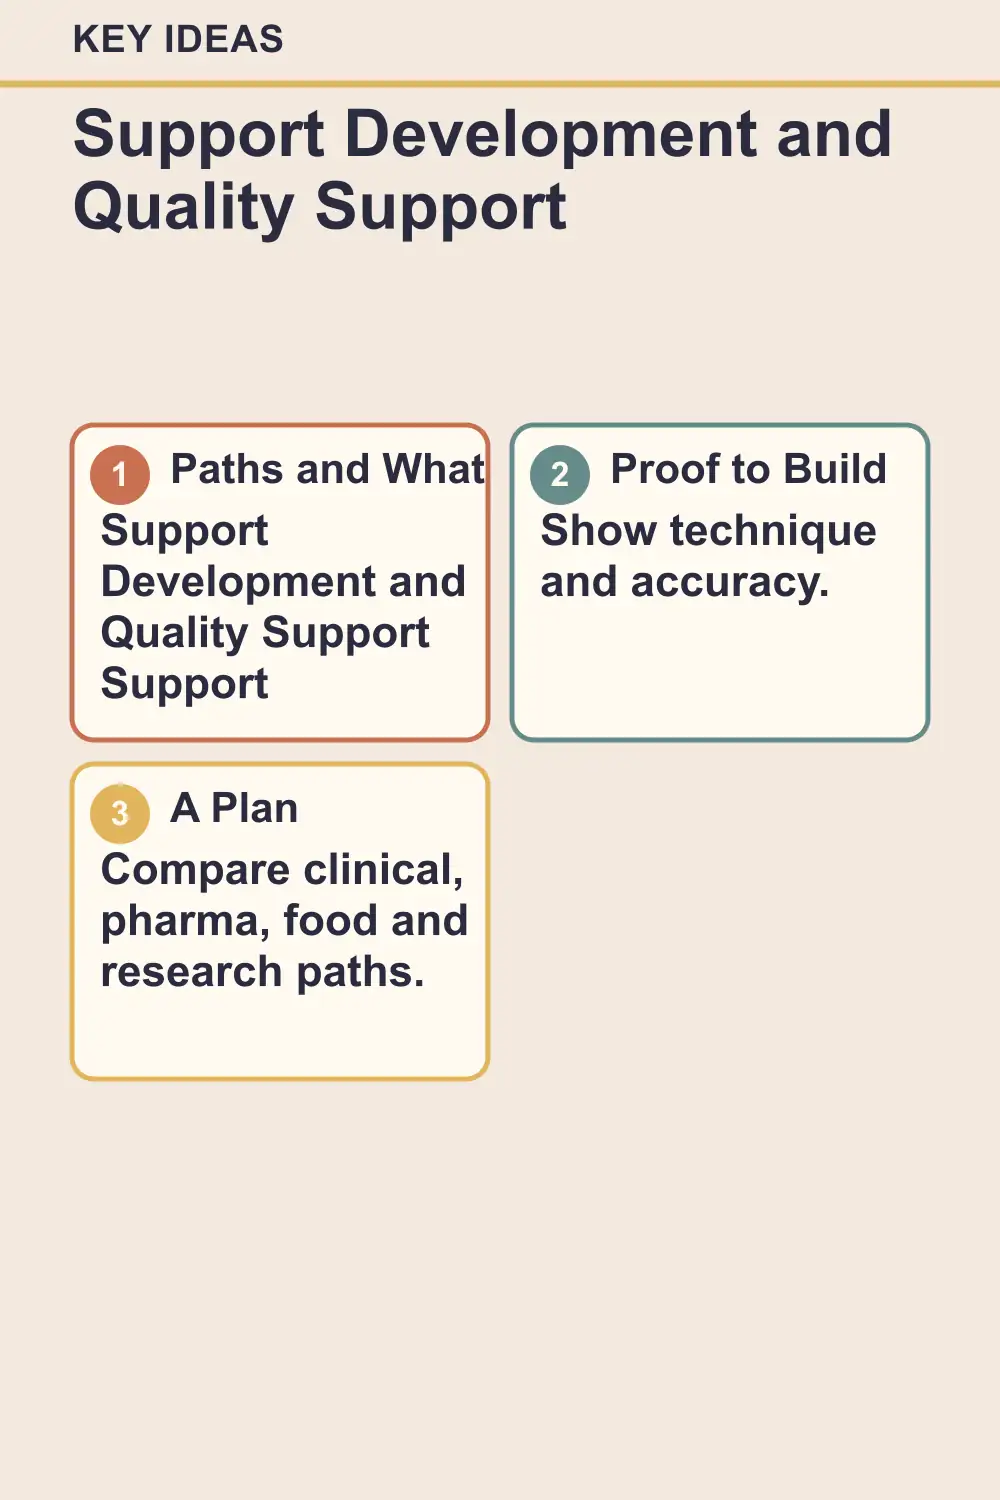 KEY IDEAS
Support Development and
Quality Support
1 Paths and What
Support
Development and
Quality Support
Support
2 Proof to Build
Show technique
and accuracy.
3 A Plan
Compare clinical,
pharma, food and
research paths.